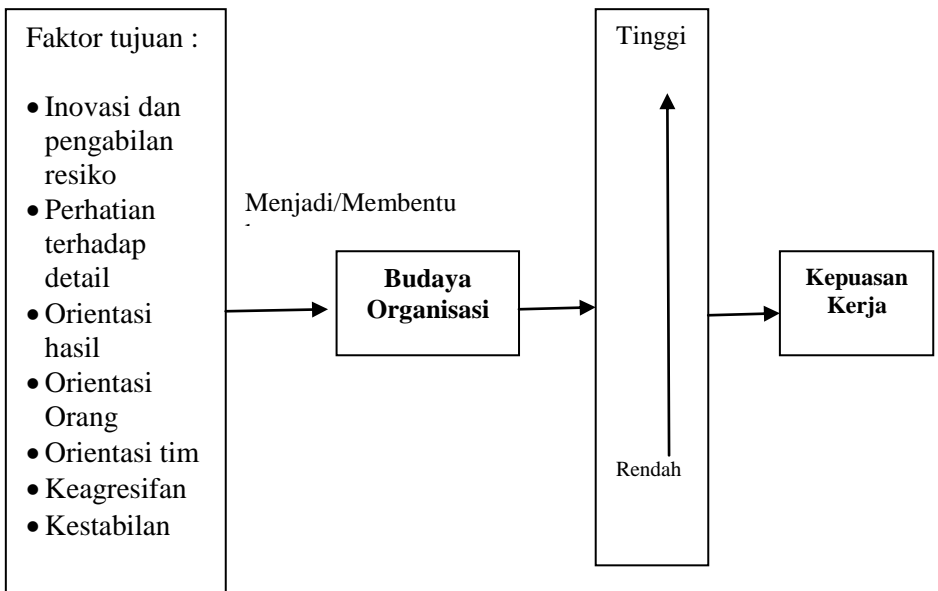 Faktor tujuan :
• Inovasi dan
pengabilan
resiko
• Perhatian
terhadap
detail
• Orientasi
hasil
• Orientasi
Orang
• Orientasi tim
• Keagresifan
• Kestabilan
Menjadi/Membentu
Budaya
Organisasi
Tinggi
Rendah
Kepuasan
Kerja